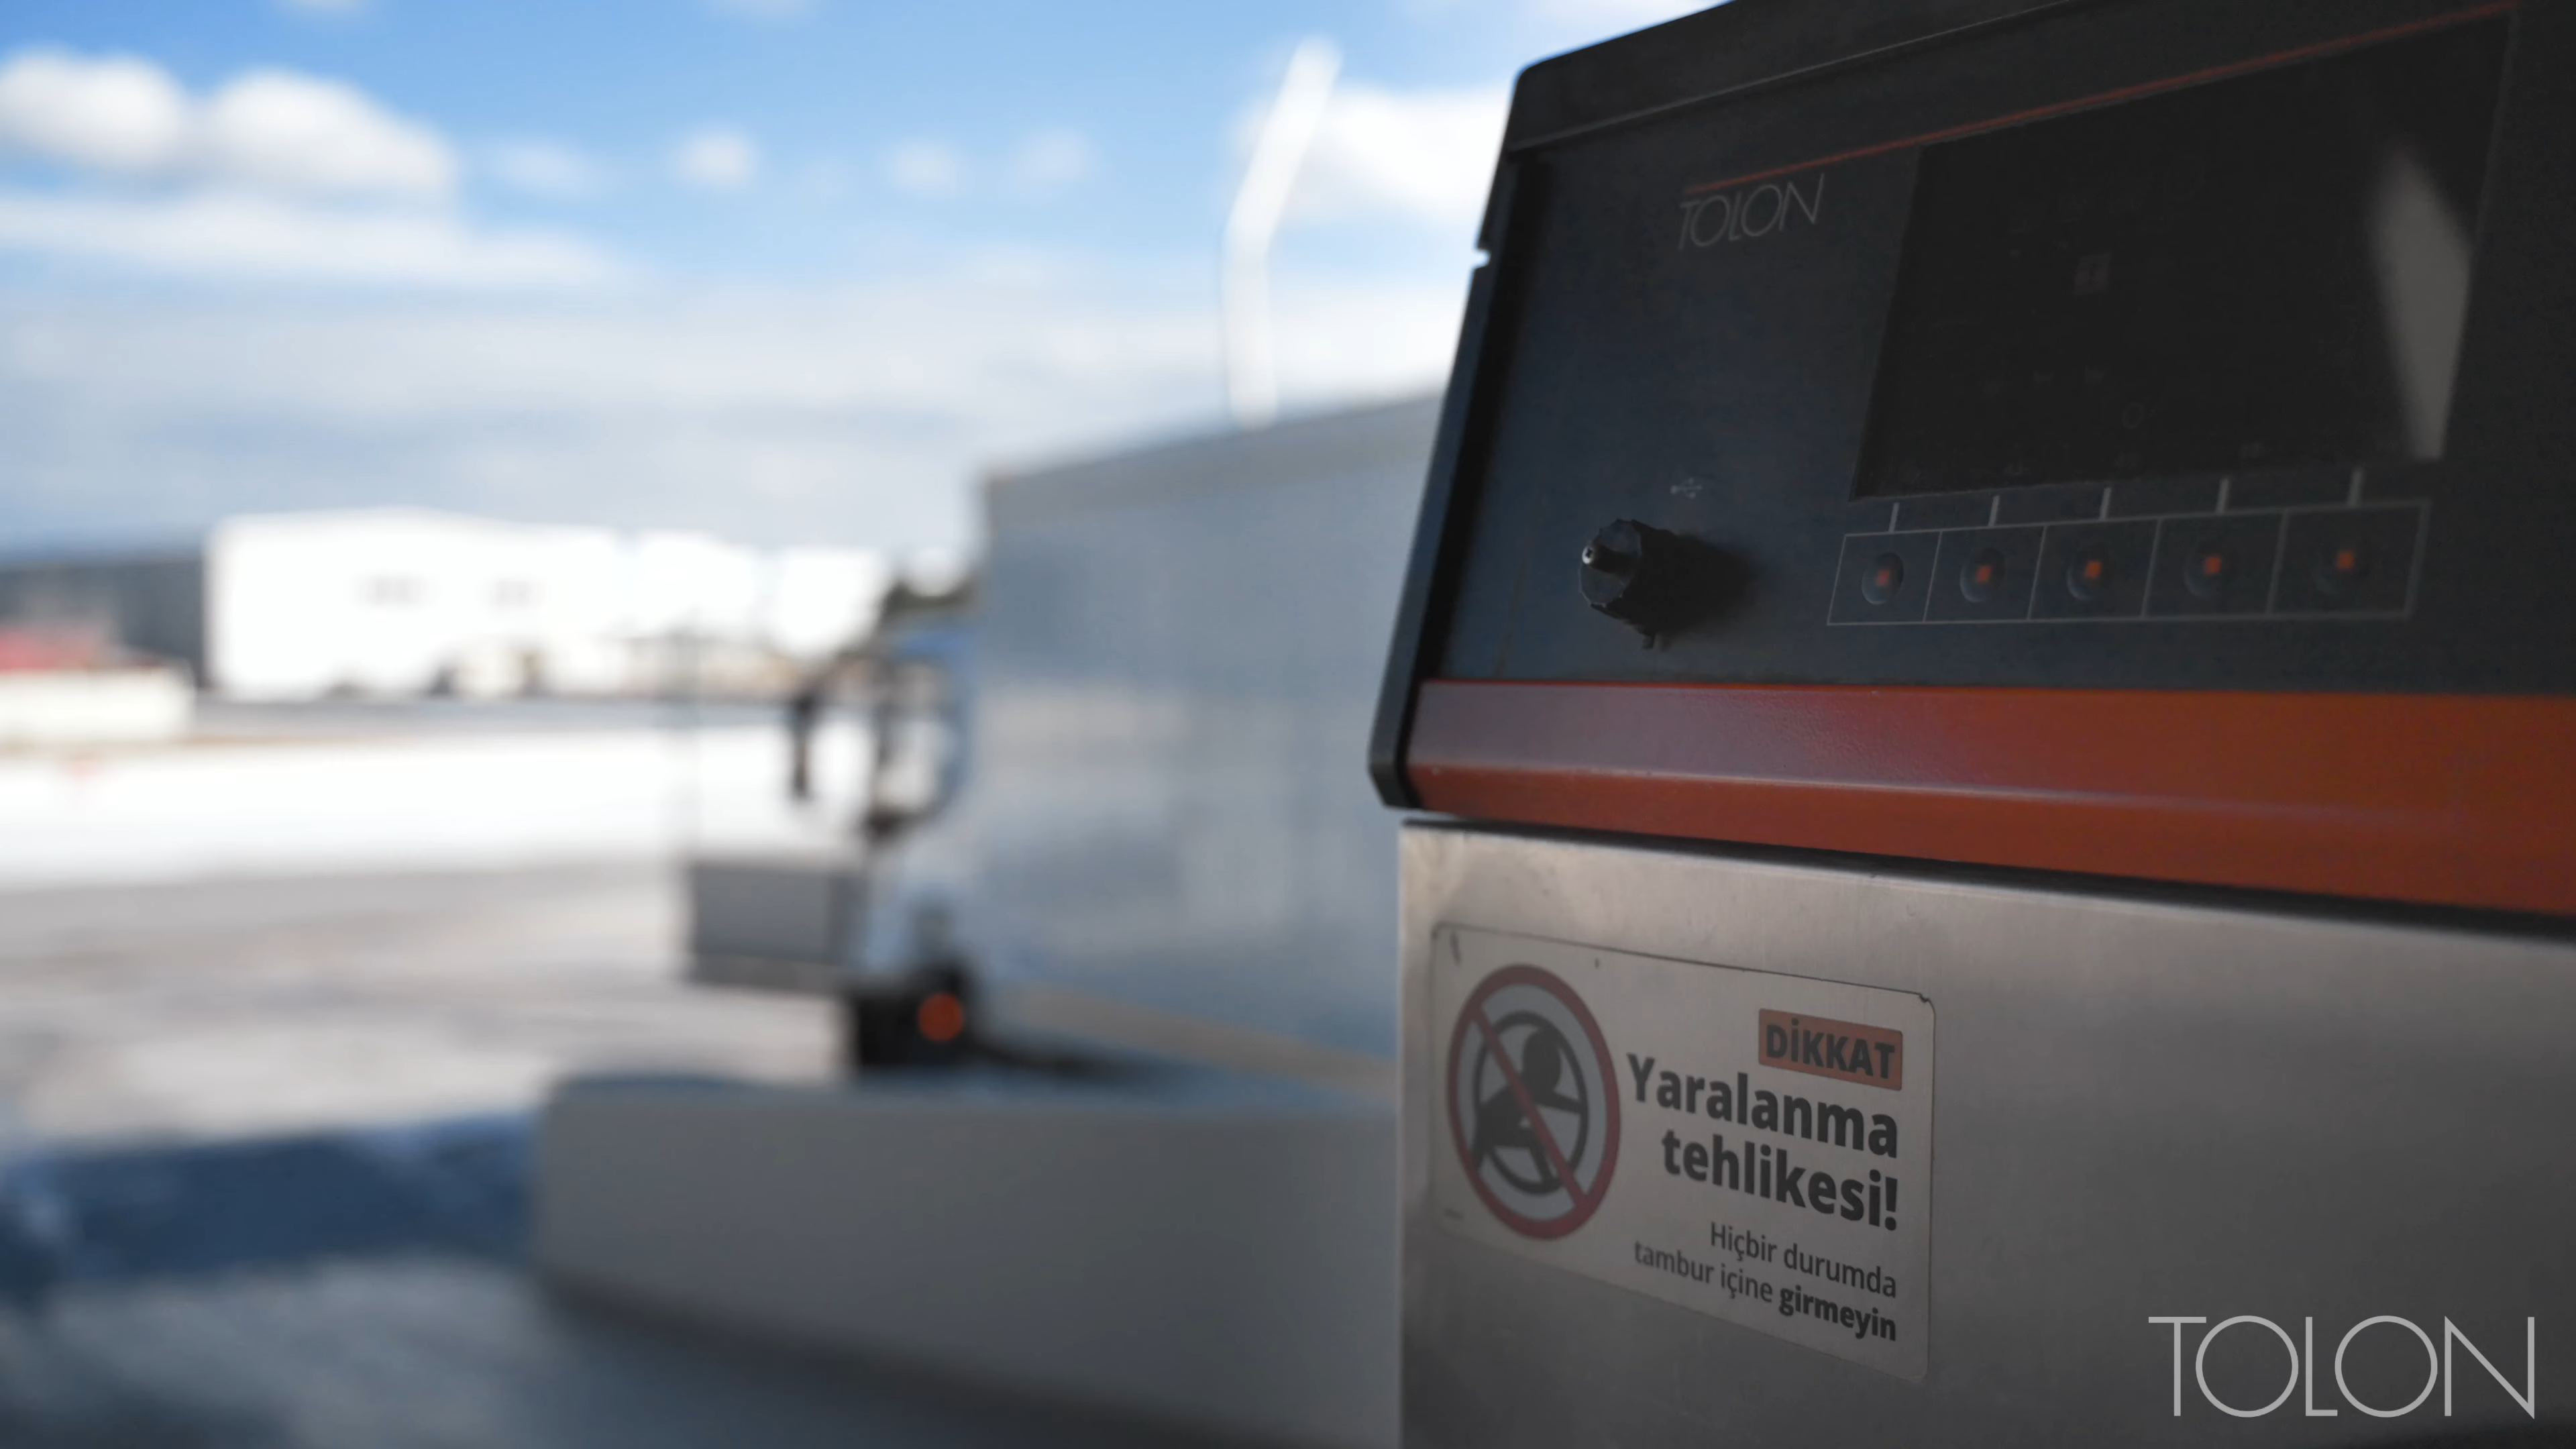 TOLON
DİKKAT
Yaralanma
tehlikesi!
Hiçbir durumda
tambur içine girmeyin
TOLON